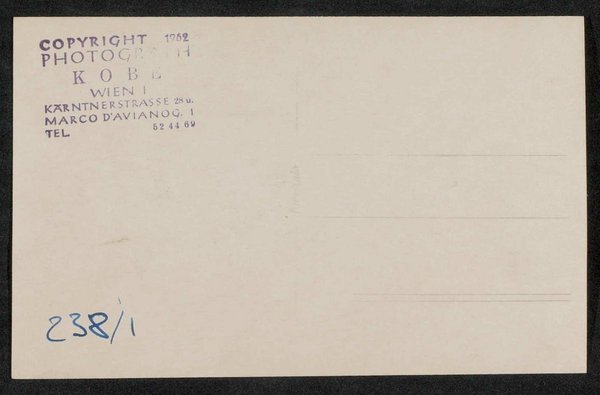 COPYRIGHT 1962
PHOTOGRAPH
KOBÉ
WIEN I
KÄRNTNERSTRASSE 28 u.
MARCO D'AVIANOG. 1
TEL. 52 44 69
238/1